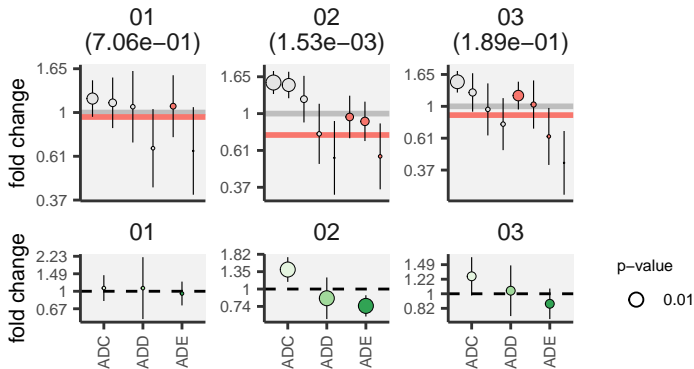 01
(7.06e−01)
02
(1.53e−03)
03
(1.89e−01)
fold change
1.65
1
0.61
0.37
1.65
1
0.61
0.37
1.65
1
0.61
0.37
01
02
03
fold change
2.23
1.49
1
0.67
1.82
1.35
1
0.74
1.49
1.22
1
0.82
ADC
ADD
ADE
ADC
ADD
ADE
ADC
ADD
ADE
p−value
0.01